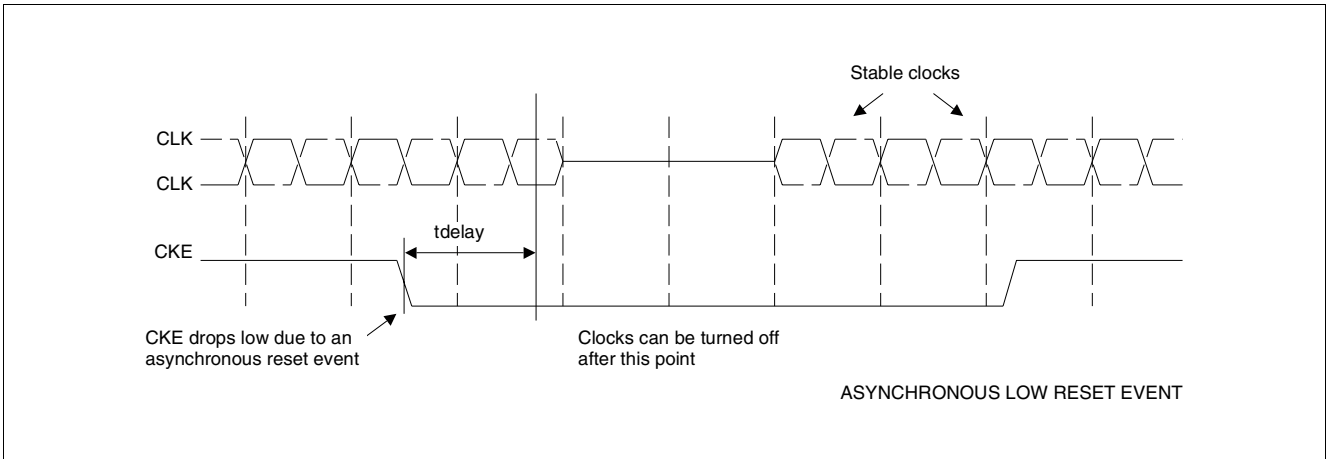 Stable clocks
CLK
CLK
tdelay
CKE
CKE drops low due to an
asynchronous reset event
Clocks can be turned off
after this point
ASYNCHRONOUS LOW RESET EVENT